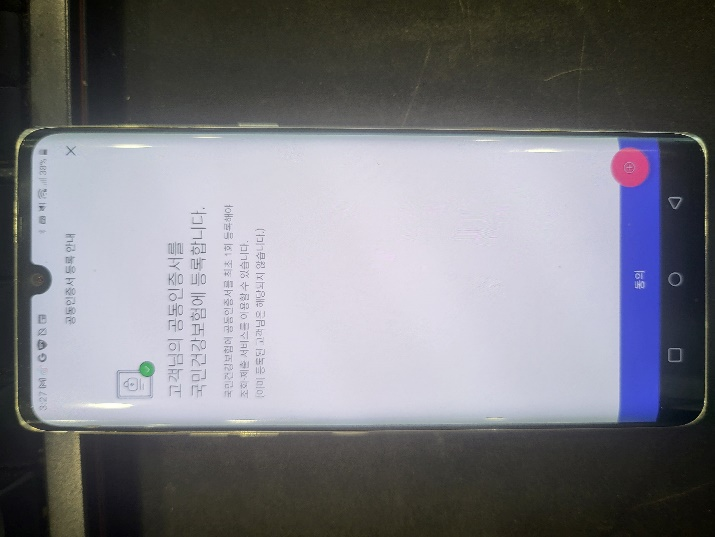 3:27
38%
공동인증서 등록 안내
고객님의 공동인증서를
국민건강보험에 등록합니다.
국민건강보험에 공동인증서를 최초 1회 등록해야
조회·제출 서비스를 이용할 수 있습니다.
(이미 등록된 고객님은 해당되지 않습니다.)
동의